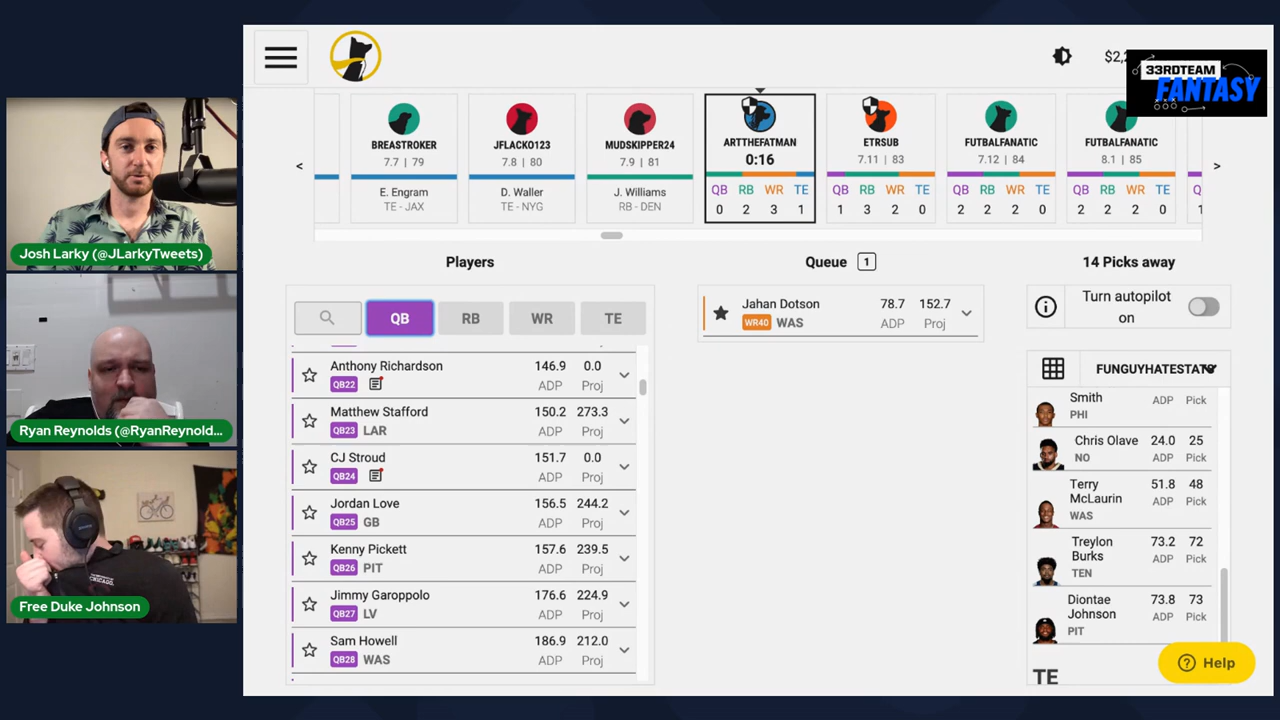 $2,2
33RDTEAM
FANTASY
BREASTROKER
7.7 | 79
E. Engram
TE - JAX
JFLACKO123
7.8 | 80
D. Waller
TE - NYG
MUDSKIPPER24
7.9 | 81
J. Williams
RB - DEN
ARTTHEFATMAN
0:16
QB RB WR TE
0 2 3 1
ETRSUB
7.11 | 83
QB RB WR TE
1 3 2 0
FUTBALFANATIC
7.12 | 84
QB RB WR TE
2 2 2 0
FUTBALFANATIC
8.1 | 85
QB RB WR TE
2 2 2 0
< >
Players
QB RB WR TE
Anthony Richardson 146.9 0.0
QB22 ADP Proj
Matthew Stafford 150.2 273.3
QB23 LAR ADP Proj
CJ Stroud 151.7 0.0
QB24 ADP Proj
Jordan Love 156.5 244.2
QB25 GB ADP Proj
Kenny Pickett 157.6 239.5
QB26 PIT ADP Proj
Jimmy Garoppolo 176.6 224.9
QB27 LV ADP Proj
Sam Howell 186.9 212.0
QB28 WAS ADP Proj
Queue 1
Jahan Dotson 78.7 152.7
WR40 WAS ADP Proj
14 Picks away
Turn autopilot
on
FUNGUYHATESTATS
Smith ADP Pick
PHI
Chris Olave 24.0 25
NO ADP Pick
Terry 51.8 48
McLaurin ADP Pick
WAS
Treylon 73.2 72
Burks ADP Pick
TEN
Diontae 73.8 73
Johnson ADP Pick
PIT
TE
Help
Josh Larky (@JLarkyTweets)
Ryan Reynolds (@RyanReynold...
Free Duke Johnson